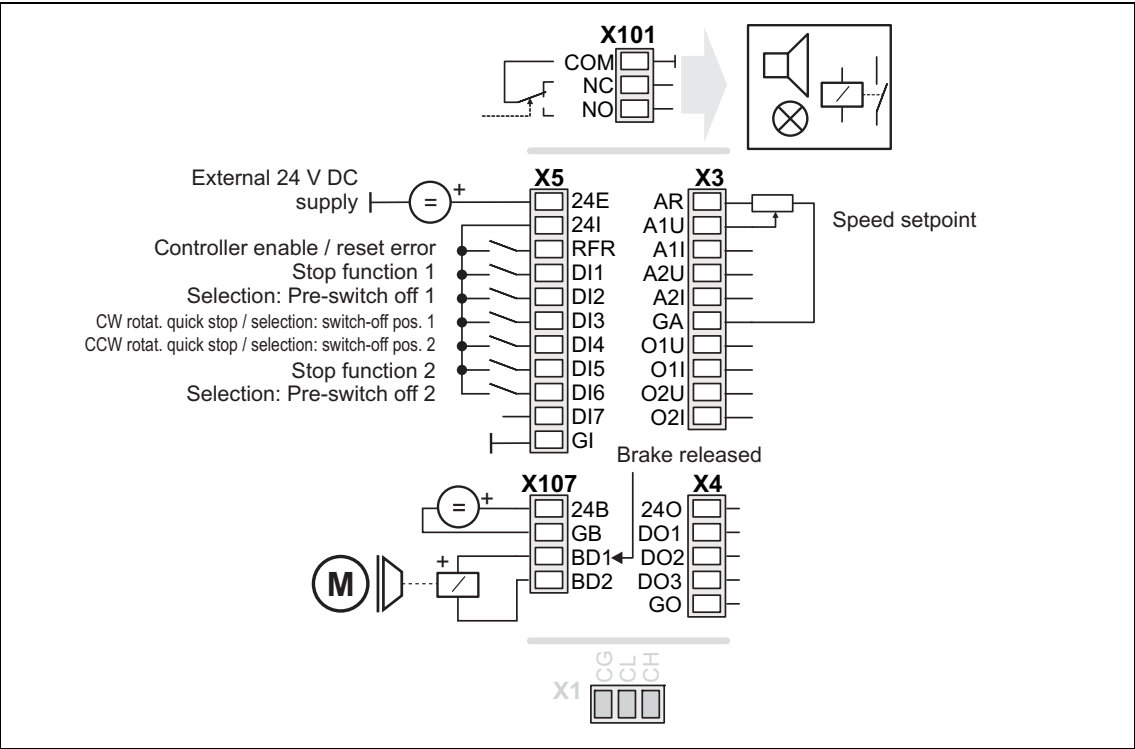 X101
COM
NC
NO
External 24 V DC
supply
=
+
X5
24E
24I
RFR
DI1
DI2
DI3
DI4
DI5
DI6
DI7
GI
Controller enable / reset error
Stop function 1
Selection: Pre-switch off 1
CW rotat. quick stop / selection: switch-off pos. 1
CCW rotat. quick stop / selection: switch-off pos. 2
Stop function 2
Selection: Pre-switch off 2
X3
AR
A1U
A1I
A2U
A2I
GA
O1U
O1I
O2U
O2I
Speed setpoint
Brake released
X107
=
+
24B
GB
BD1
BD2
M
+
X4
24O
DO1
DO2
DO3
GO
X1
CG
CL
CH